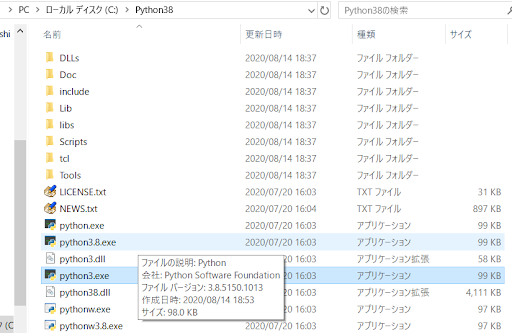 PC › ローカル ディスク (C:) › Python38
Python38の検索
shi
名前 更新日時 種類 サイズ
DLLs 2020/08/14 18:37 ファイル フォルダー
Doc 2020/08/14 18:37 ファイル フォルダー
include 2020/08/14 18:37 ファイル フォルダー
Lib 2020/08/14 18:37 ファイル フォルダー
libs 2020/08/14 18:37 ファイル フォルダー
Scripts 2020/08/14 18:37 ファイル フォルダー
tcl 2020/08/14 18:37 ファイル フォルダー
Tools 2020/08/14 18:37 ファイル フォルダー
LICENSE.txt 2020/07/20 16:03 TXT ファイル 31 KB
NEWS.txt 2020/07/20 16:04 TXT ファイル 897 KB
python.exe 2020/07/20 16:03 アプリケーション 99 KB
python3.8.exe 2020/07/20 16:03 アプリケーション 99 KB
python3.dll アプリケーション拡張 58 KB
python3.exe アプリケーション 99 KB
python38.dll アプリケーション拡張 4,111 KB
pythonw.exe アプリケーション 97 KB
pythonw3.8.exe 2020/07/20 16:03 アプリケーション 97 KB
ファイルの説明: Python
会社: Python Software Foundation
ファイル バージョン: 3.8.5150.1013
作成日時: 2020/08/14 18:53
サイズ: 98.0 KB
(C